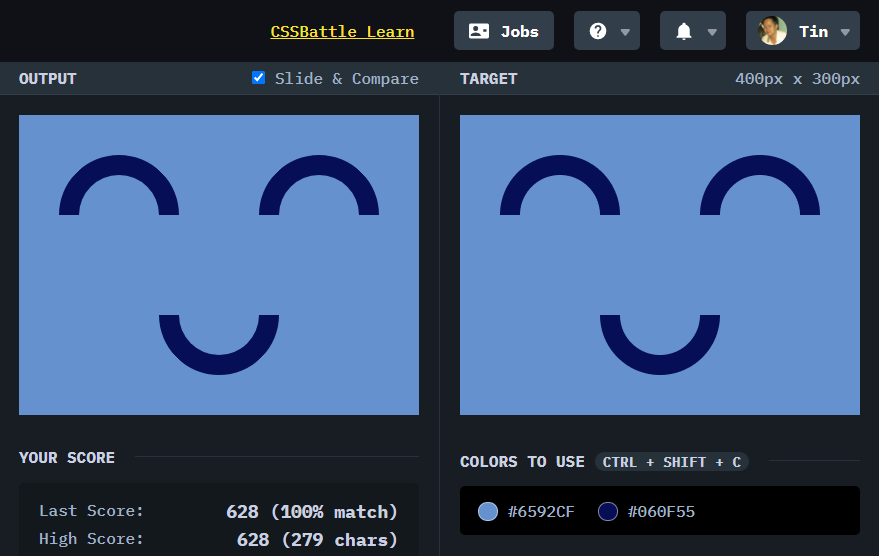 CSSBattle Learn
Jobs
Tin
OUTPUT
Slide & Compare
TARGET
400px x 300px
YOUR SCORE
Last Score: 628 (100% match)
High Score: 628 (279 chars)
COLORS TO USE CTRL + SHIFT + C
#6592CF #060F55